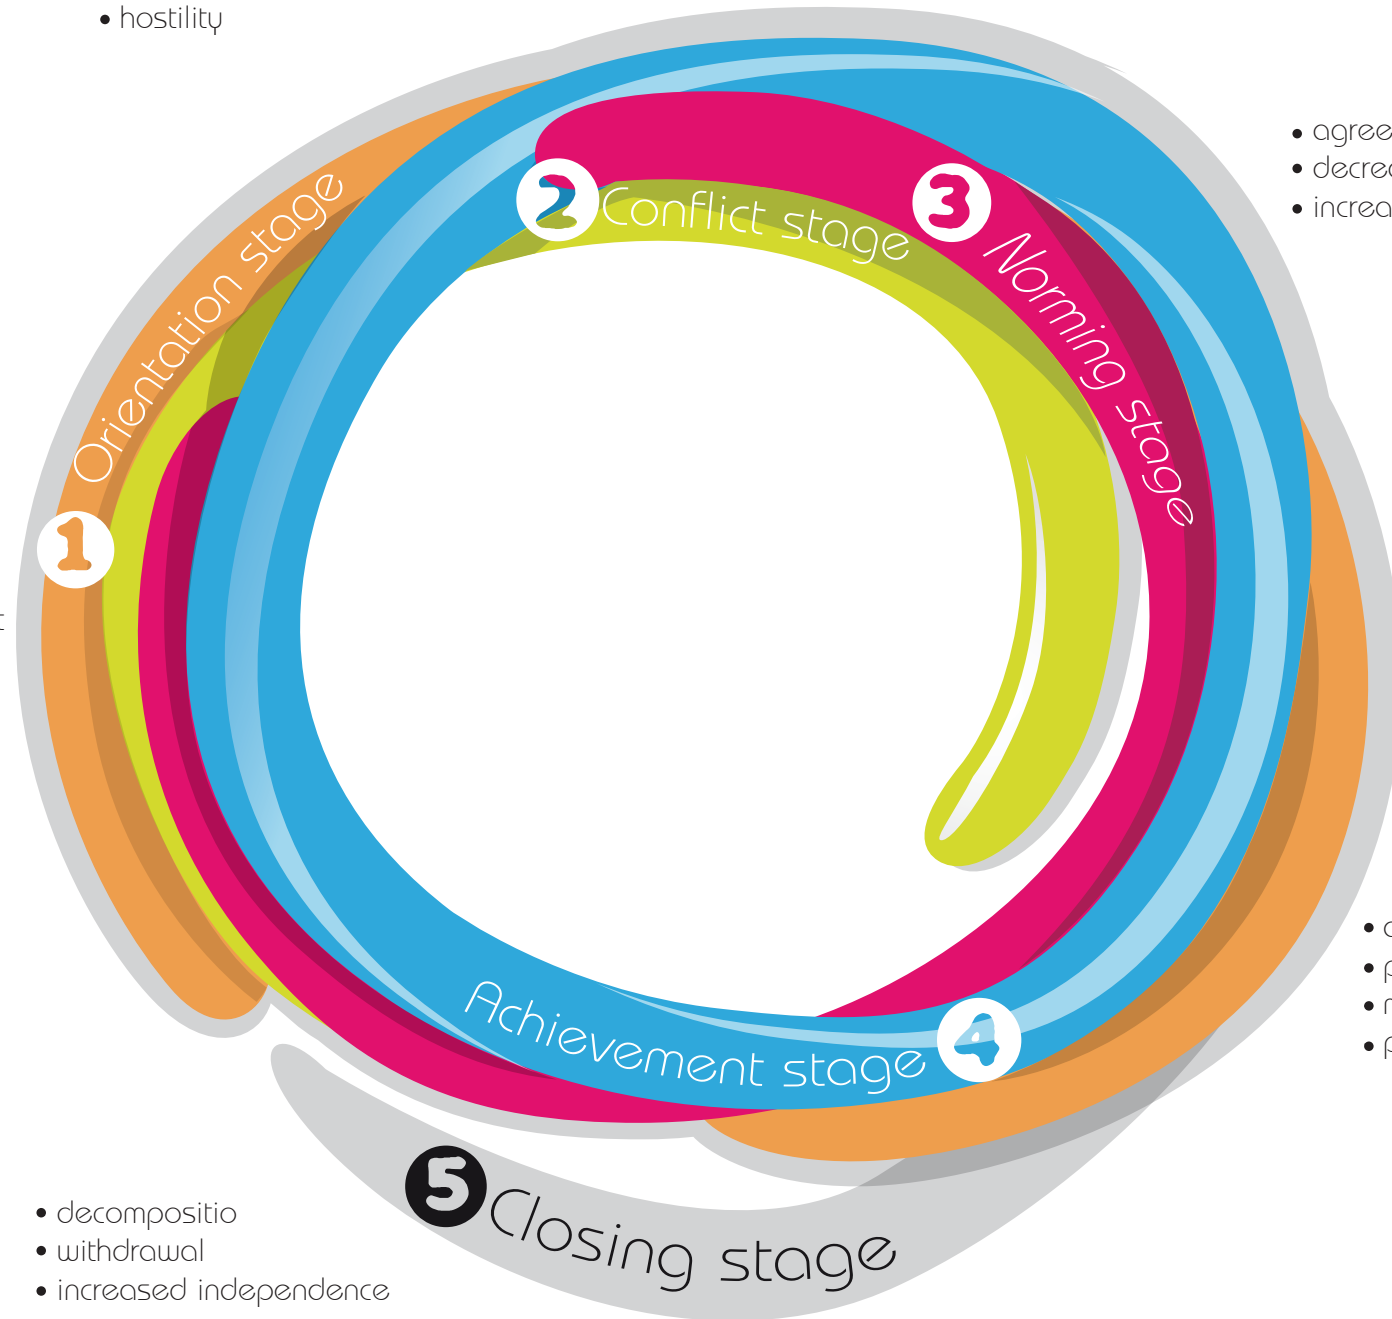 • hostility
• agree
• decrea
• increa
1
Orientation stage
2
Conflict stage
3
Norming stage
4
Achievement stage
5
Closing stage
• decompositio
• withdrawal
• increased independence